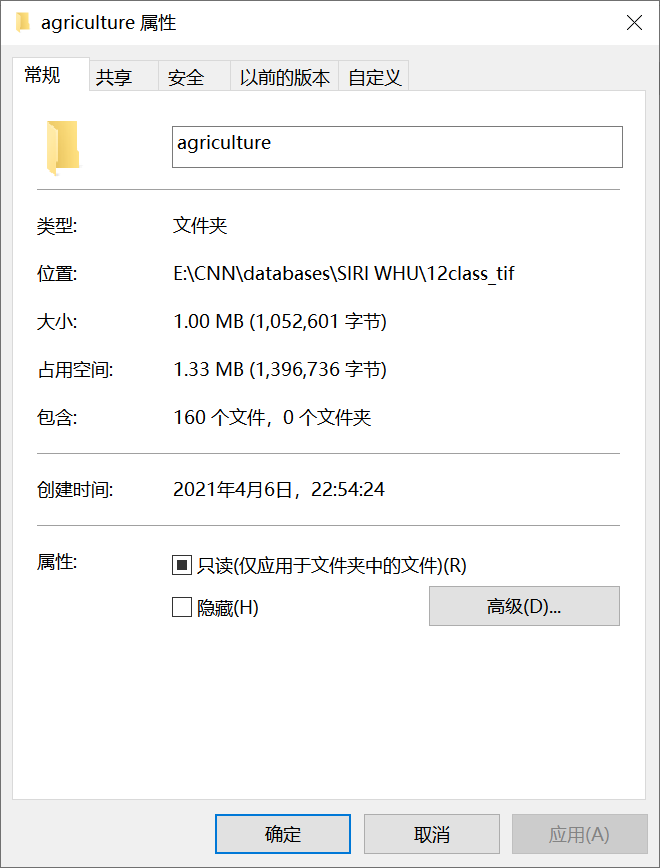 agriculture 属性
常规 共享 安全 以前的版本 自定义
agriculture
类型: 文件夹
位置: E:\CNN\databases\SIRI WHU\12class_tif
大小: 1.00 MB (1,052,601 字节)
占用空间: 1.33 MB (1,396,736 字节)
包含: 160 个文件，0 个文件夹
创建时间: 2021年4月6日，22:54:24
属性: 只读(仅应用于文件夹中的文件)(R)
隐藏(H) 高级(D)...
确定 取消 应用(A)